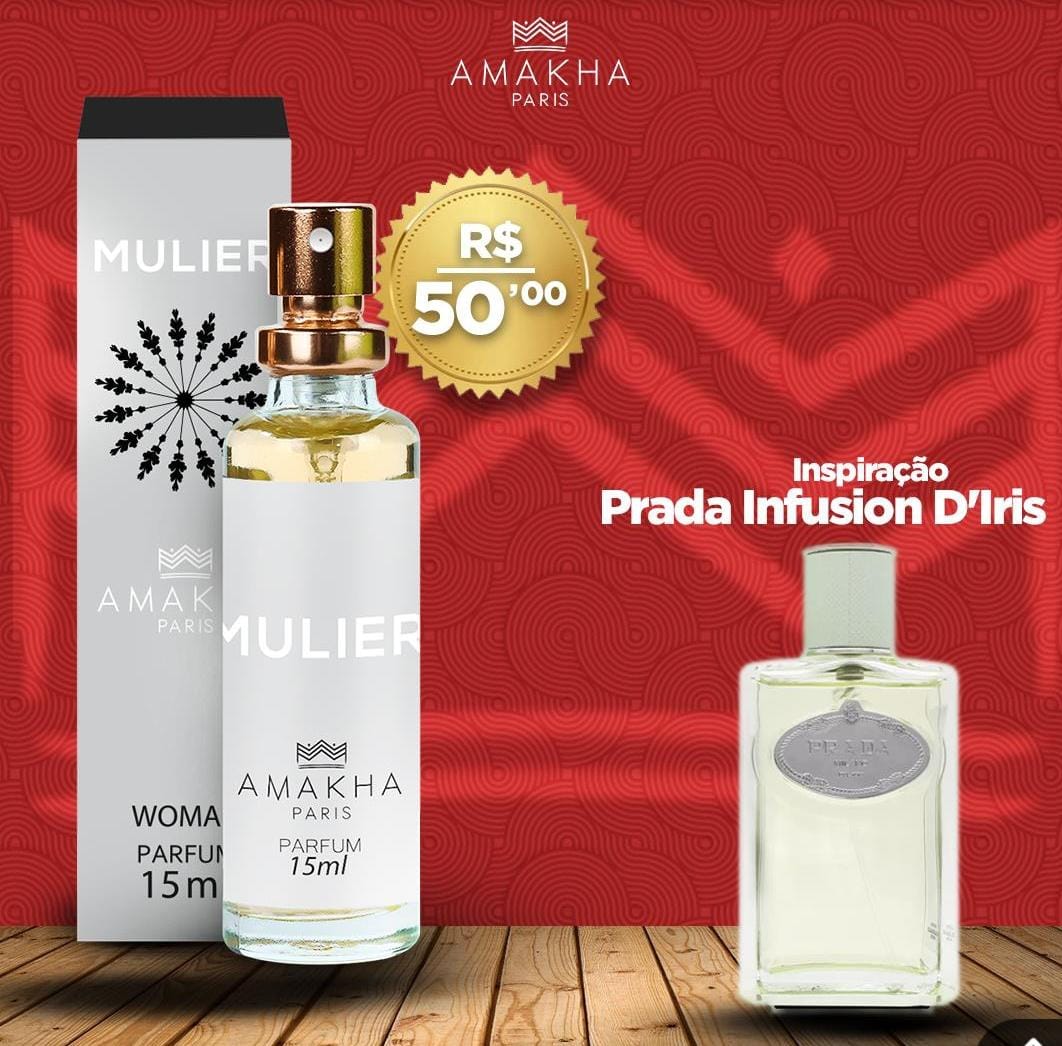 AMAKHA
PARIS
MULIER
AMAK
PARIS
WOMA
PARFUM
15m
MULIER
AMAKHA
PARIS
PARFUM
15ml
R$
50,00
Inspiração
Prada Infusion D'Iris
PRADA